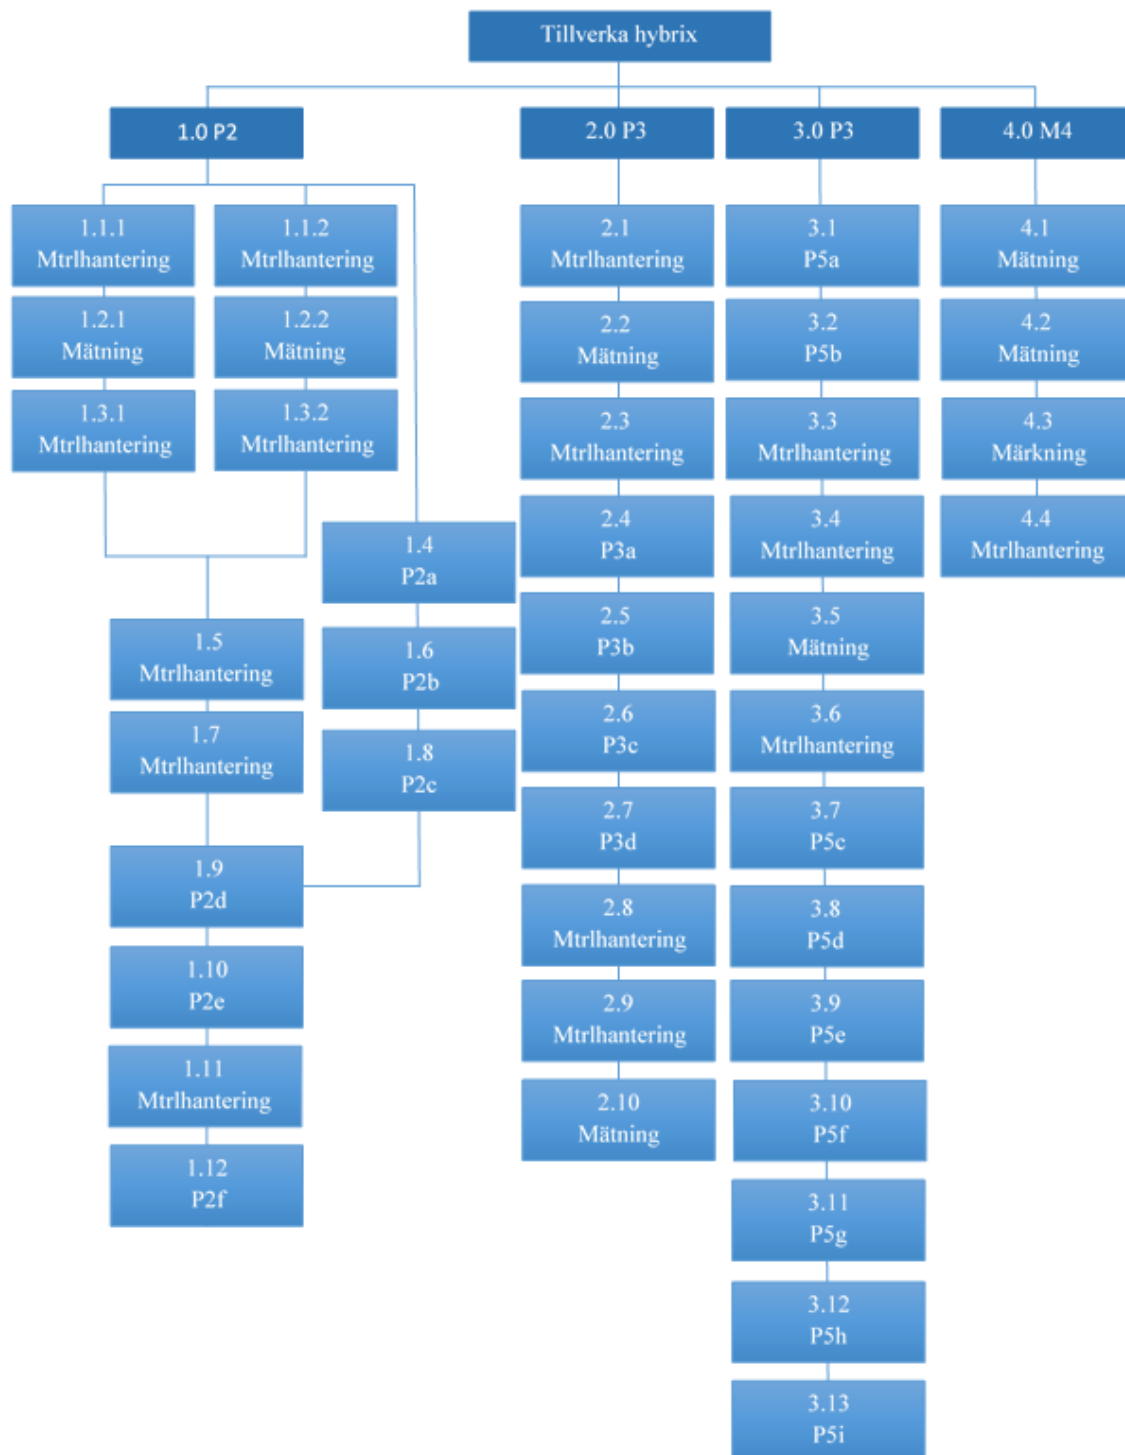 Tillverka hybrix
1.0 P2
2.0 P3
3.0 P3
4.0 M4
1.1.1
Mtrlhantering
1.2.1
Mätning
1.3.1
Mtrlhantering
1.1.2
Mtrlhantering
1.2.2
Mätning
1.3.2
Mtrlhantering
1.4
P2a
1.6
P2b
1.8
P2c
1.5
Mtrlhantering
1.7
Mtrlhantering
1.9
P2d
1.10
P2e
1.11
Mtrlhantering
1.12
P2f
2.1
Mtrlhantering
2.2
Mätning
2.3
Mtrlhantering
2.4
P3a
2.5
P3b
2.6
P3c
2.7
P3d
2.8
Mtrlhantering
2.9
Mtrlhantering
2.10
Mätning
3.1
P5a
3.2
P5b
3.3
Mtrlhantering
3.4
Mtrlhantering
3.5
Mätning
3.6
Mtrlhantering
3.7
P5c
3.8
P5d
3.9
P5e
3.10
P5f
3.11
P5g
3.12
P5h
3.13
P5i
4.1
Mätning
4.2
Mätning
4.3
Märkning
4.4
Mtrlhantering